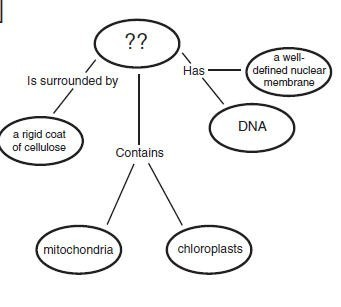 ??
Has
a well-
defined nuclear
membrane
Is surrounded by
DNA
a rigid coat
of cellulose
Contains
mitochondria
chloroplasts